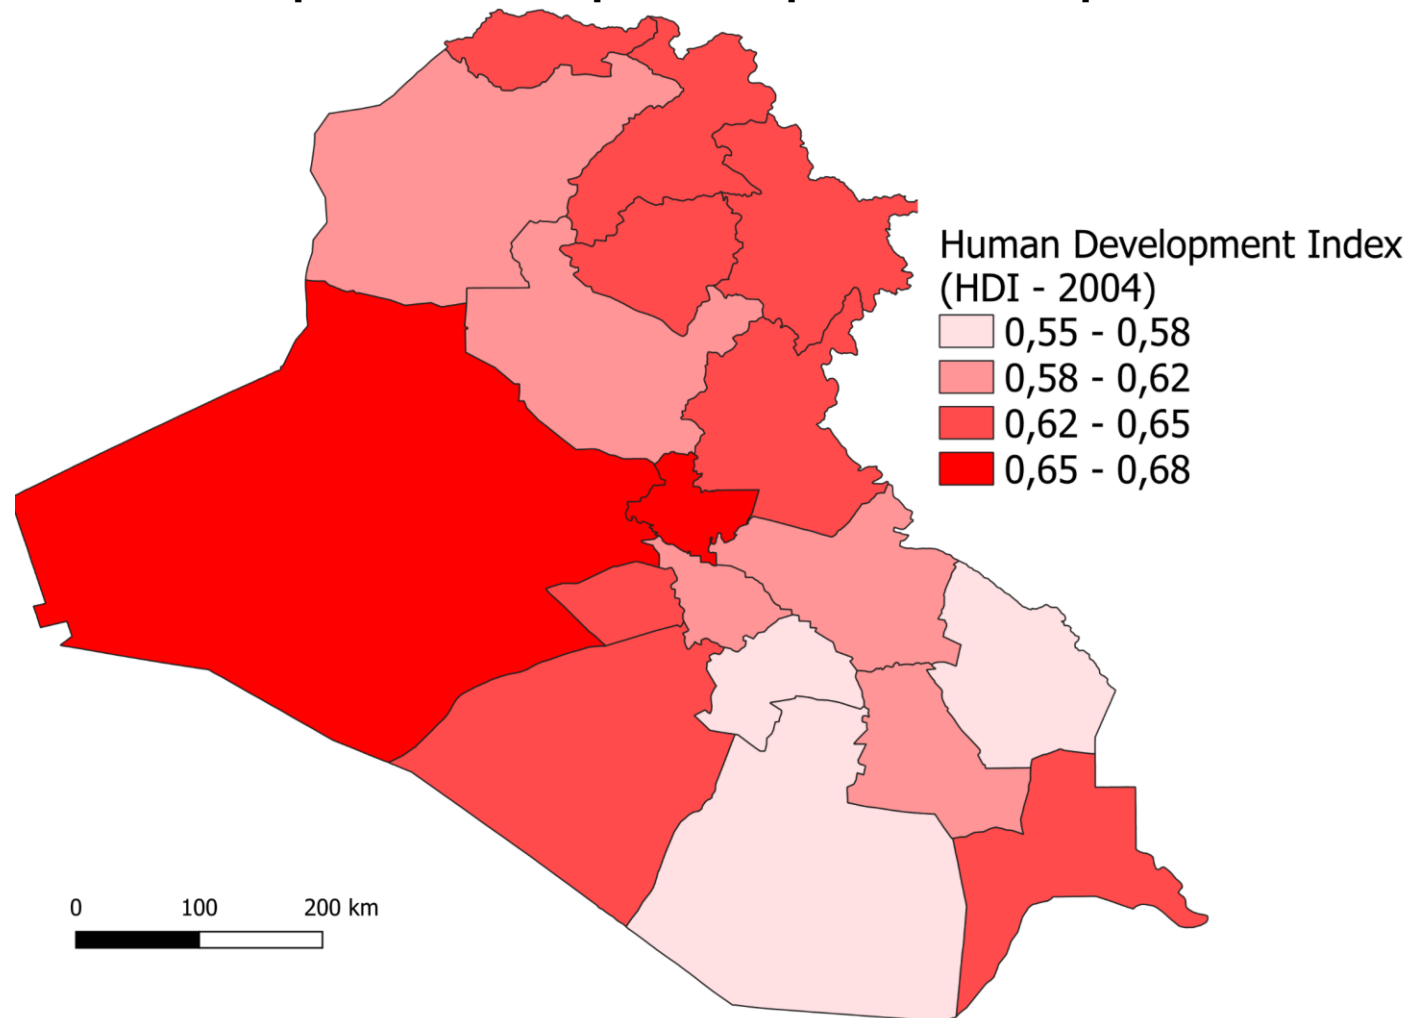 Human Development Index
(HDI - 2004)
0,55 - 0,58
0,58 - 0,62
0,62 - 0,65
0,65 - 0,68
0 100 200 km